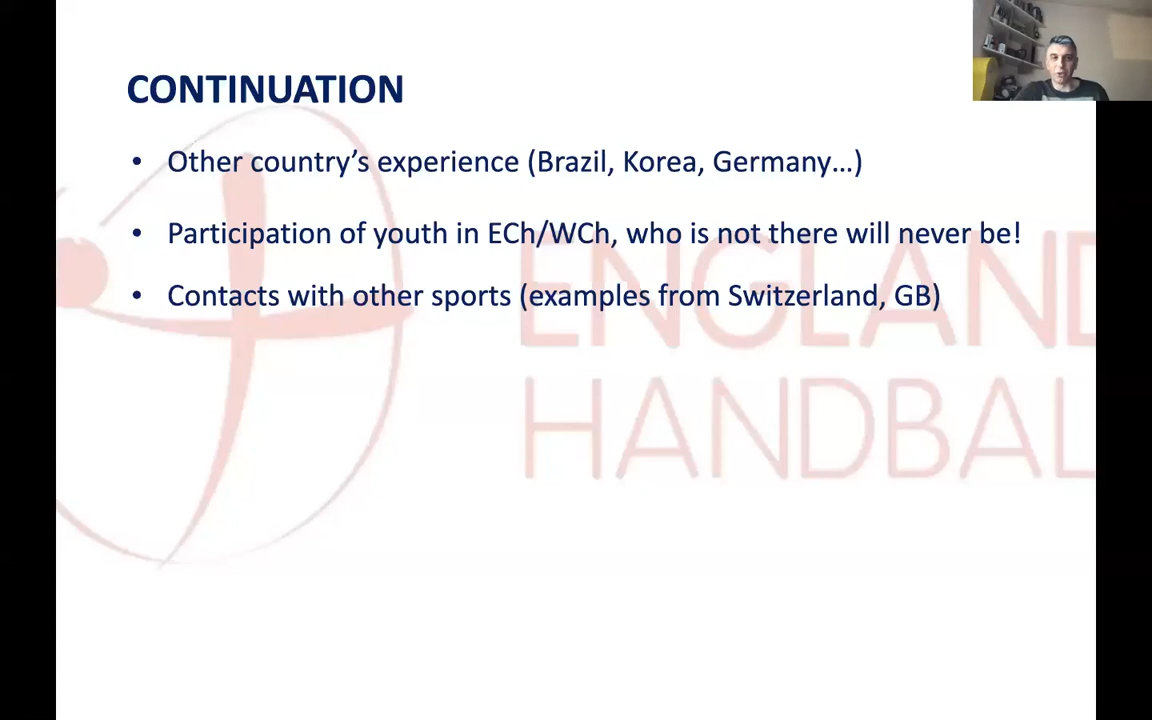 CONTINUATION
• Other country’s experience (Brazil, Korea, Germany…)
• Participation of youth in ECh/WCh, who is not there will never be!
• Contacts with other sports (examples from Switzerland, GB)
ENGLAND
HANDBAL